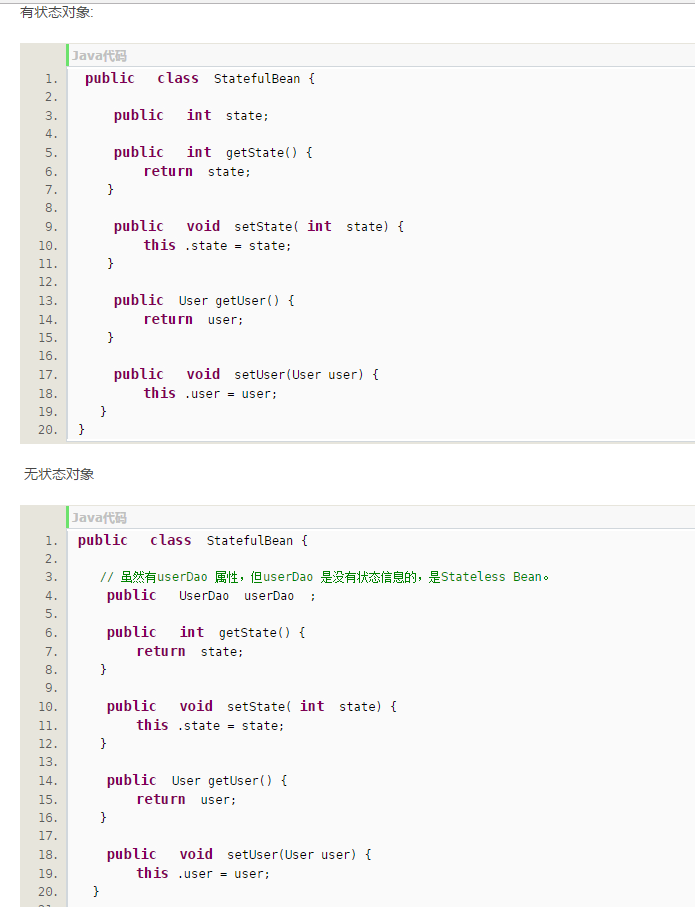 有状态对象:
Java代码
1. public class StatefulBean {
2.
3. public int state;
4.
5. public int getState() {
6. return state;
7. }
8.
9. public void setState( int state) {
10. this .state = state;
11. }
12.
13. public User getUser() {
14. return user;
15. }
16.
17. public void setUser(User user) {
18. this .user = user;
19. }
20. }
无状态对象
Java代码
1. public class StatefulBean {
2.
3. // 虽然有userDao 属性，但userDao 是没有状态信息的，是Stateless Bean。
4. public UserDao userDao ;
5.
6. public int getState() {
7. return state;
8. }
9.
10. public void setState( int state) {
11. this .state = state;
12. }
13.
14. public User getUser() {
15. return user;
16. }
17.
18. public void setUser(User user) {
19. this .user = user;
20. }